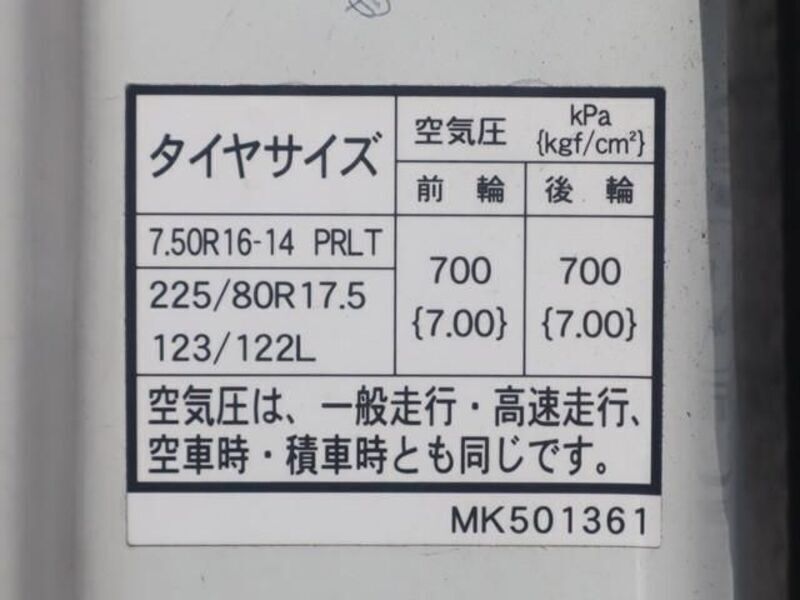 タイヤサイズ
空気圧 kPa
{kgf/cm²}
前輪 後輪
7.50R16-14 PRLT
225/80R17.5
123/122L
700 700
{7.00} {7.00}
空気圧は、一般走行・高速走行、
空車時・積車時とも同じです。
MK501361